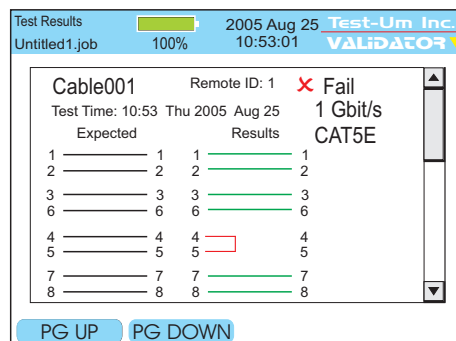 Test Results 2005 Aug 25 Test-Um Inc.
Untitled1.job 100% 10:53:01 VALiDATOR
Cable001 Remote ID: 1 X Fail
Test Time: 10:53 Thu 2005 Aug 25 1 Gbit/s
Expected Results CAT5E
1 1 1 1
2 2 2 2
3 3 3 3
6 6 6 6
4 4 4 4
5 5 5 5
7 7 7 7
8 8 8 8
PG UP PG DOWN